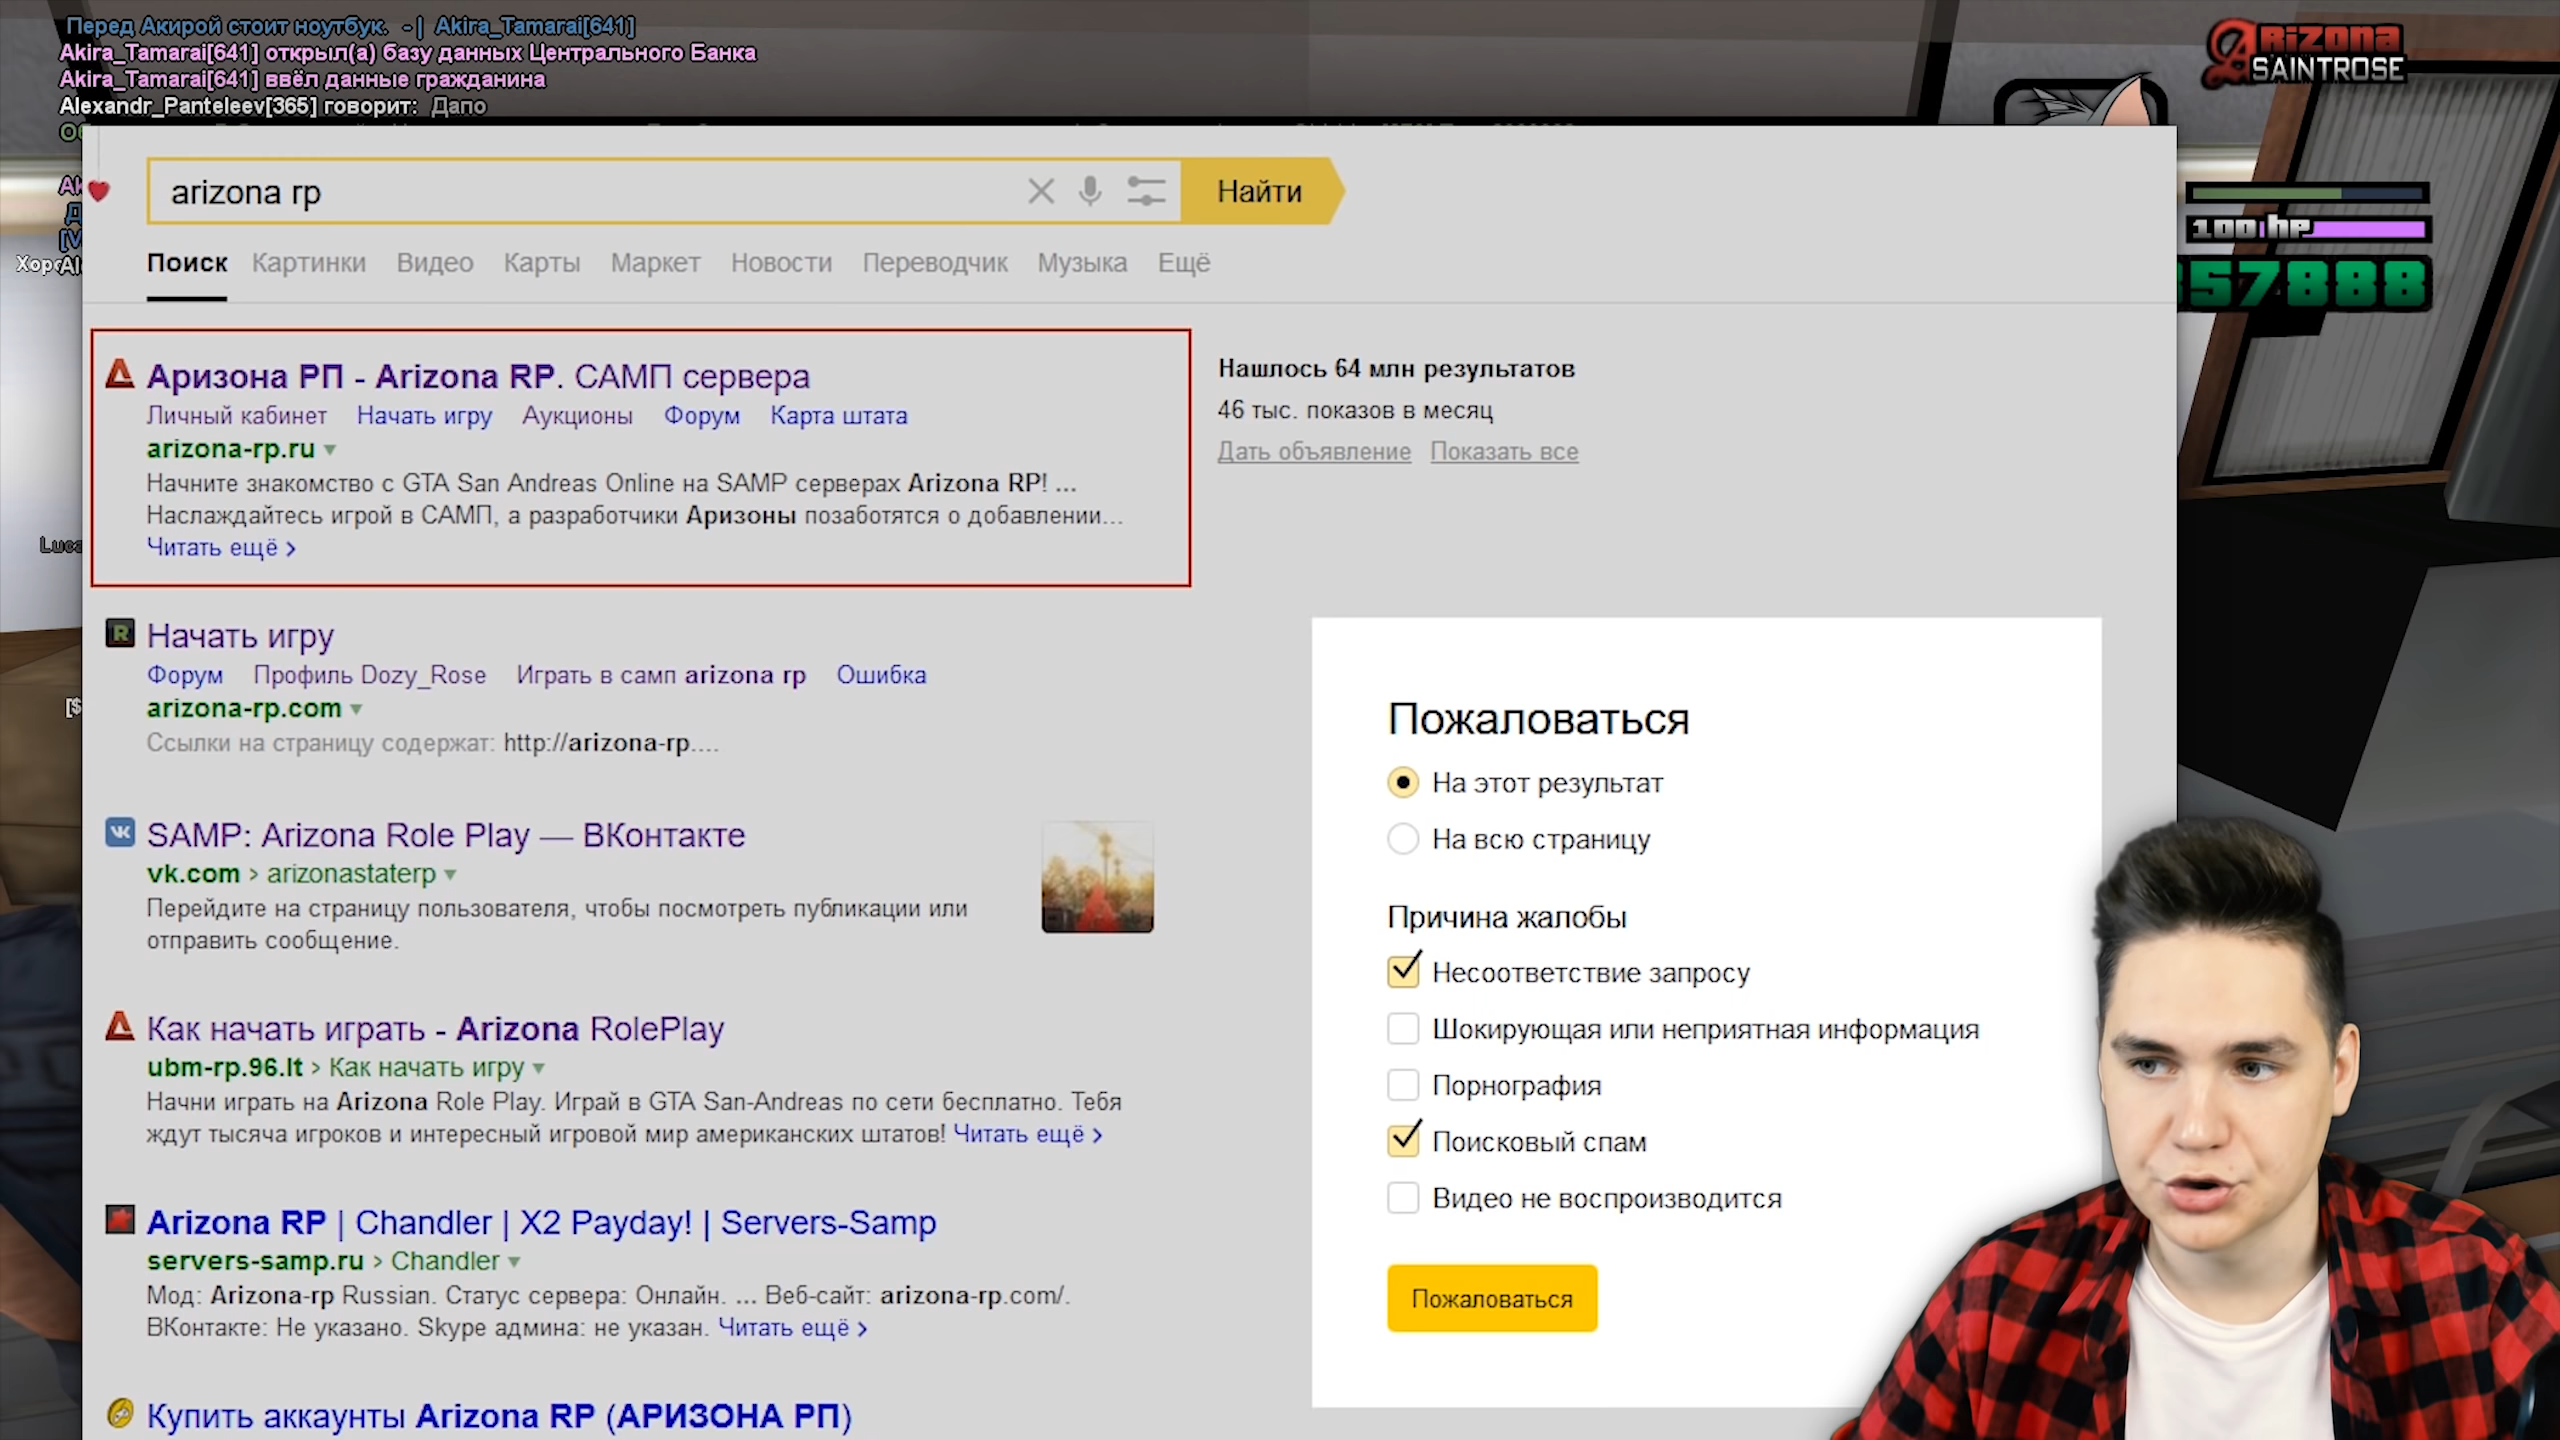 Перед Акирой стоит ноутбук. - | Akira_Tamarai[641]
Akira_Tamarai[641] открыл(а) базу данных Центрального Банка
Akira_Tamarai[641] ввёл данные гражданина
Alexandr_Panteleev[365] говорит: Дапо
Arizona
SAINTROSE
arizona rp
Найти
100 hp
57888
Поиск Картинки Видео Карты Маркет Новости Переводчик Музыка Ещё
Аризона РП - Arizona RP. САМП сервера
Личный кабинет Начать игру Аукционы Форум Карта штата
arizona-rp.ru
Начните знакомство с GTA San Andreas Online на SAMP серверах Arizona RP! ...
Наслаждайтесь игрой в САМП, а разработчики Аризоны позаботятся о добавлении...
Читать ещё >
Нашлось 64 млн результатов
46 тыс. показов в месяц
Дать объявление Показать все
Начать игру
Форум Профиль Dozy_Rose Играть в самп arizona rp Ошибка
arizona-rp.com
Ссылки на страницу содержат: http://arizona-rp....
SAMP: Arizona Role Play — ВКонтакте
vk.com > arizonastaterp
Перейдите на страницу пользователя, чтобы посмотреть публикации или
отправить сообщение.
Как начать играть - Arizona RolePlay
ubm-rp.96.lt > Как начать игру
Начни играть на Arizona Role Play. Играй в GTA San-Andreas по сети бесплатно. Тебя
ждут тысяча игроков и интересный игровой мир американских штатов! Читать ещё >
Arizona RP | Chandler | X2 Payday! | Servers-Samp
servers-samp.ru > Chandler
Мод: Arizona-rp Russian. Статус сервера: Онлайн. ... Веб-сайт: arizona-rp.com/.
ВКонтакте: Не указано. Skype админа: не указан. Читать ещё >
Купить аккаунты Arizona RP (АРИЗОНА РП)
Пожаловаться
На этот результат
На всю страницу
Причина жалобы
Несоответствие запросу
Шокирующая или неприятная информация
Порнография
Поисковый спам
Видео не воспроизводится
Пожаловаться